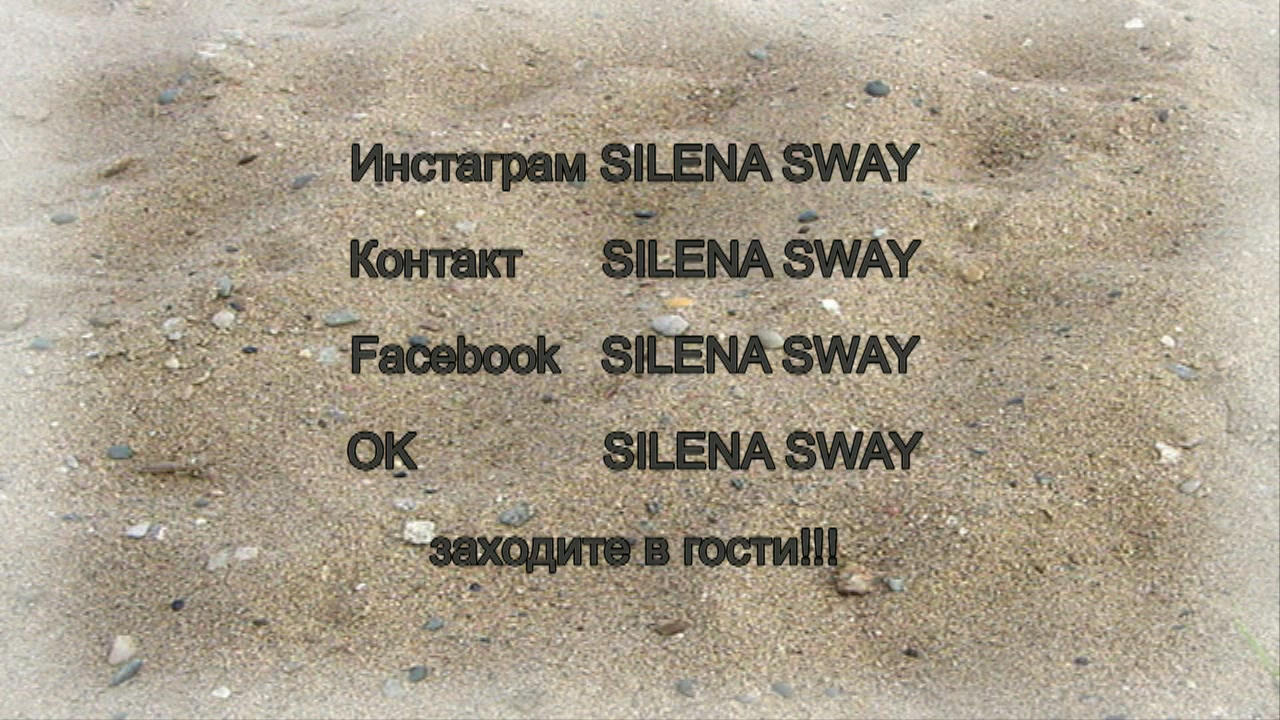 Инстаграм SILENA SWAY
Контакт SILENA SWAY
Facebook SILENA SWAY
OK SILENA SWAY
заходите в гости!!!